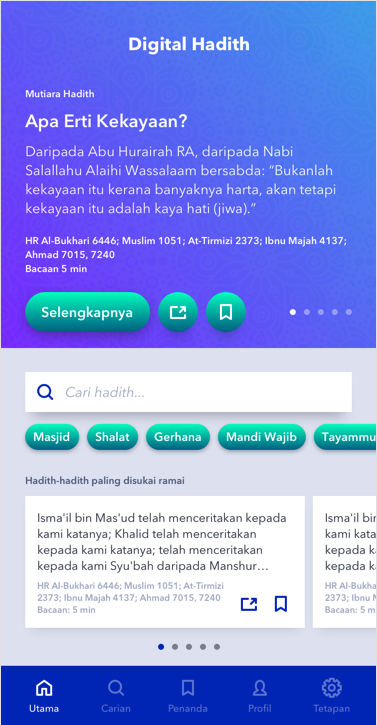 Digital Hadith
Mutiara Hadith
Apa Erti Kekayaan?
Daripada Abu Hurairah RA, daripada Nabi
Salallahu Alaihi Wassalaam bersabda: “Bukanlah
kekayaan itu kerana banyaknya harta, akan tetapi
kekayaan itu adalah kaya hati (jiwa).”
HR Al-Bukhari 6446; Muslim 1051; At-Tirmizi 2373; Ibnu Majah 4137;
Ahmad 7015, 7240
Bacaan 5 min
Selengkapnya
Cari hadith...
Masjid Shalat Gerhana Mandi Wajib Tayammu
Hadith-hadith paling disukai ramai
Isma'il bin Mas'ud telah menceritakan kepada
kami katanya; Khalid telah menceritakan
kepada kami katanya; telah menceritakan
kepada kami Syu'bah daripada Manshur…
HR Al-Bukhari 6446; Muslim 1051; At-Tirmizi
2373; Ibnu Majah 4137; Ahmad 7015, 7240
Bacaan: 5 min
Isma'il bin
kami kata
kepada k
kepada k
HR Al-Bukh
2373; Ibnu M
Bacaan: 5 m
Utama Carian Penanda Profil Tetapan